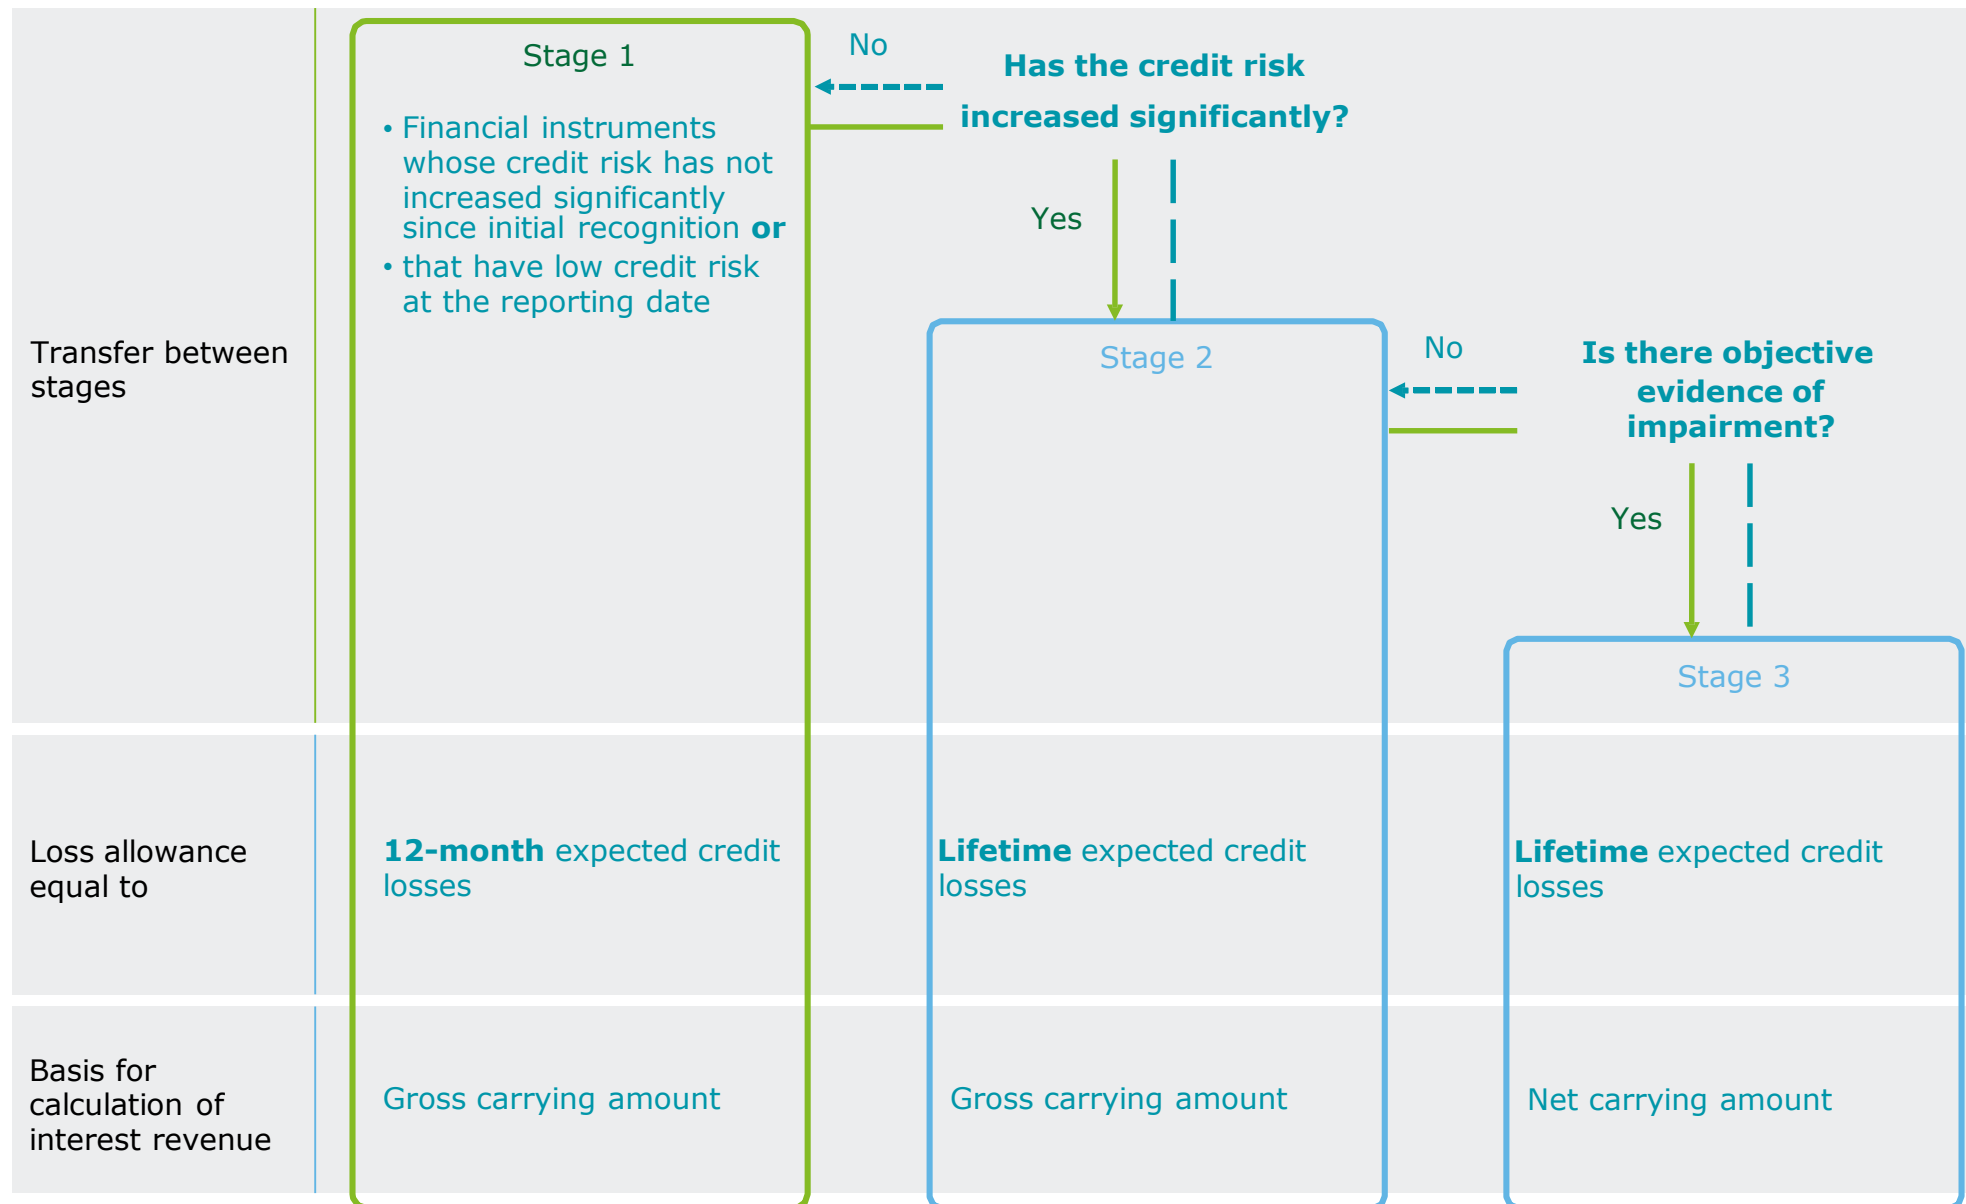 Stage 1
No
Has the credit risk
increased significantly?
• Financial instruments
whose credit risk has not
increased significantly
since initial recognition or
• that have low credit risk
at the reporting date
Yes
Transfer between
stages
Stage 2
No
Is there objective
evidence of
impairment?
Yes
Stage 3
Loss allowance
equal to
12-month expected credit
losses
Lifetime expected credit
losses
Lifetime expected credit
losses
Basis for
calculation of
interest revenue
Gross carrying amount
Gross carrying amount
Net carrying amount